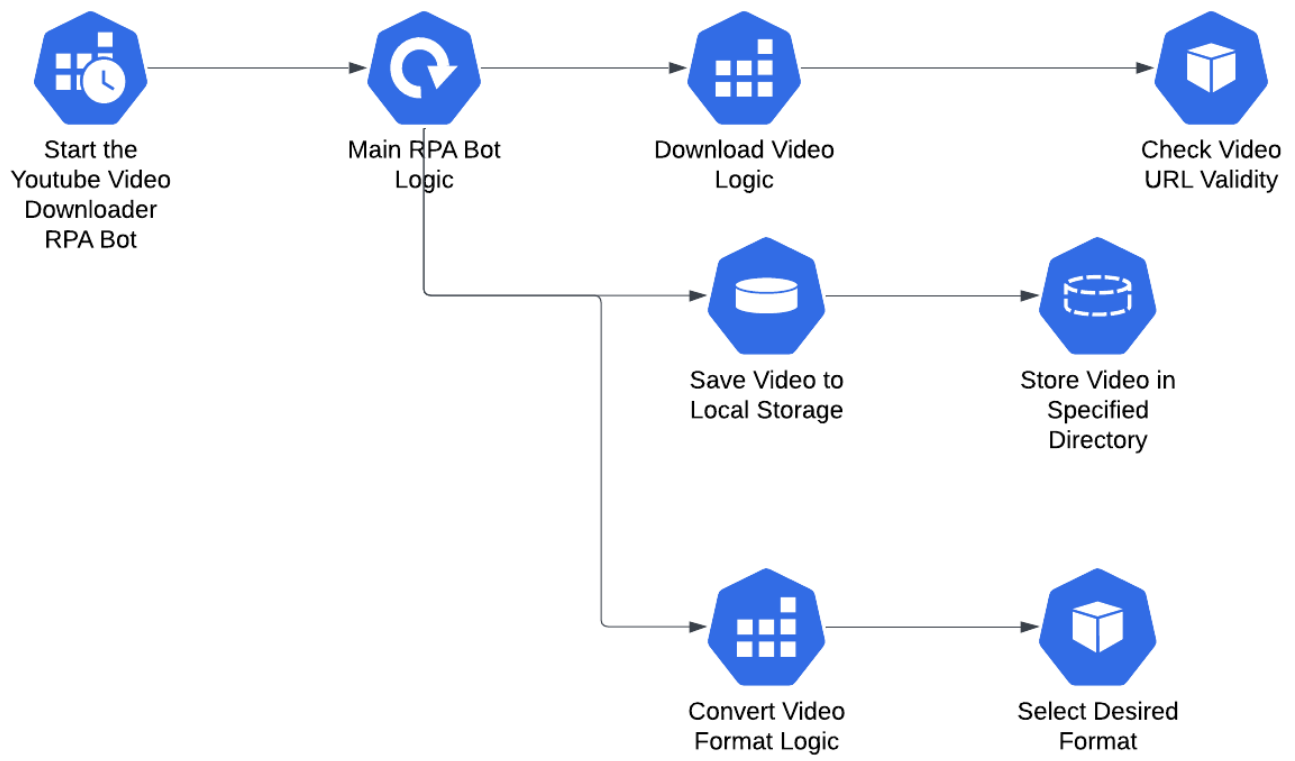 Start the
Youtube Video
Downloader
RPA Bot
Main RPA Bot
Logic
Download Video
Logic
Check Video
URL Validity
Save Video to
Local Storage
Store Video in
Specified
Directory
Convert Video
Format Logic
Select Desired
Format